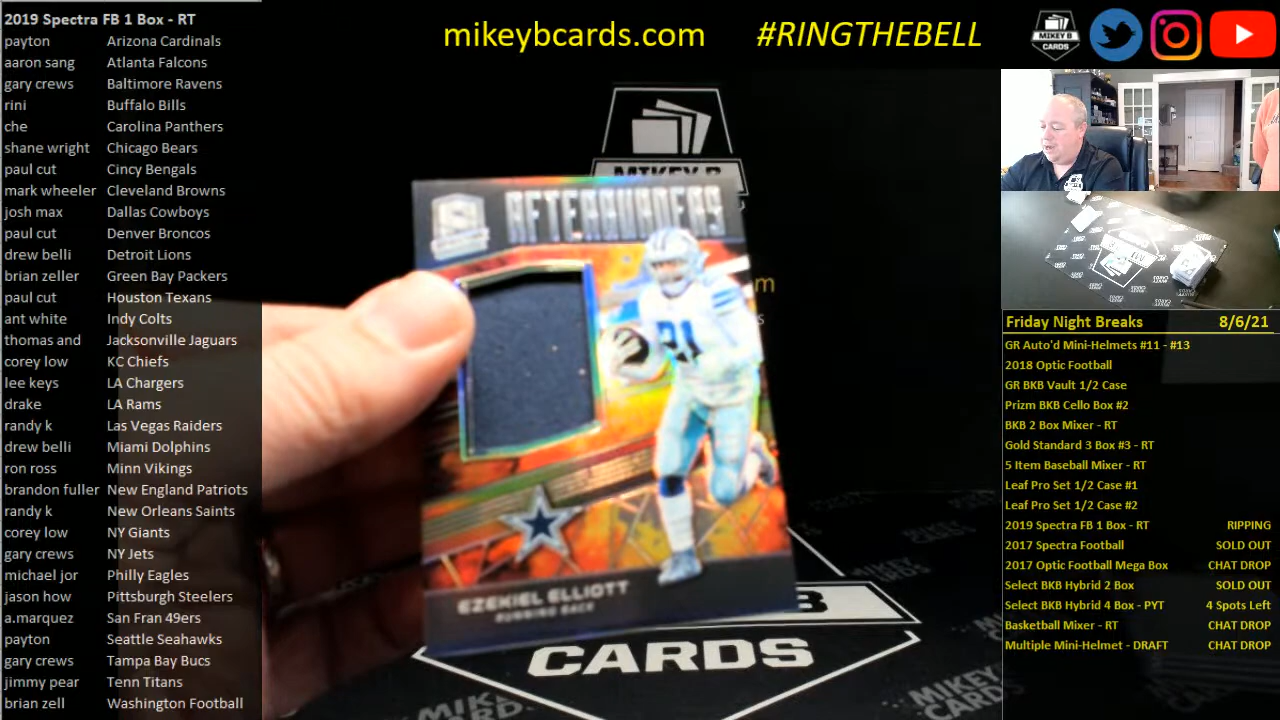 2019 Spectra FB 1 Box - RT
payton Arizona Cardinals
aaron sang Atlanta Falcons
gary crews Baltimore Ravens
rini Buffalo Bills
che Carolina Panthers
shane wright Chicago Bears
paul cut Cincy Bengals
mark wheeler Cleveland Browns
josh max Dallas Cowboys
paul cut Denver Broncos
drew belli Detroit Lions
brian zeller Green Bay Packers
paul cut Houston Texans
ant white Indy Colts
thomas and Jacksonville Jaguars
corey low KC Chiefs
lee keys LA Chargers
drake LA Rams
randy k Las Vegas Raiders
drew belli Miami Dolphins
ron ross Minn Vikings
brandon fuller New England Patriots
randy k New Orleans Saints
corey low NY Giants
gary crews NY Jets
michael jor Philly Eagles
jason how Pittsburgh Steelers
a.marquez San Fran 49ers
payton Seattle Seahawks
gary crews Tampa Bay Bucs
jimmy pear Tenn Titans
brian zell Washington Football
mikeybcards.com #RINGTHEBELL
MIKEY B
CARDS
MIKEY B
AFTERBURNERS
21
EZEKIEL ELLIOTT
RUNNING BACK
B
CARDS
Friday Night Breaks 8/6/21
GR Auto'd Mini-Helmets #11 - #13
2018 Optic Football
GR BKB Vault 1/2 Case
Prizm BKB Cello Box #2
BKB 2 Box Mixer - RT
Gold Standard 3 Box #3 - RT
5 Item Baseball Mixer - RT
Leaf Pro Set 1/2 Case #1
Leaf Pro Set 1/2 Case #2
2019 Spectra FB 1 Box - RT RIPPING
2017 Spectra Football SOLD OUT
2017 Optic Football Mega Box CHAT DROP
Select BKB Hybrid 2 Box SOLD OUT
Select BKB Hybrid 4 Box - PYT 4 Spots Left
Basketball Mixer - RT CHAT DROP
Multiple Mini-Helmet - DRAFT CHAT DROP